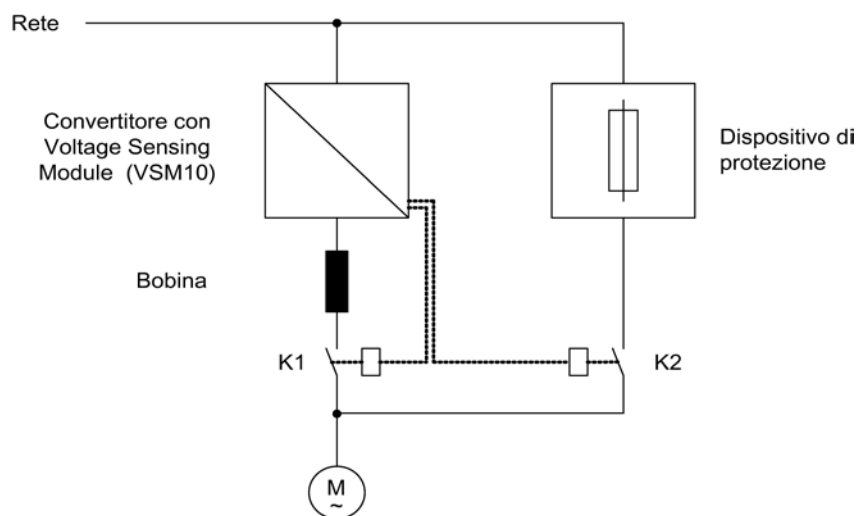 Rete
Convertitore con
Voltage Sensing
Module (VSM10)
Dispositivo di
protezione
Bobina
K1
K2
M
~